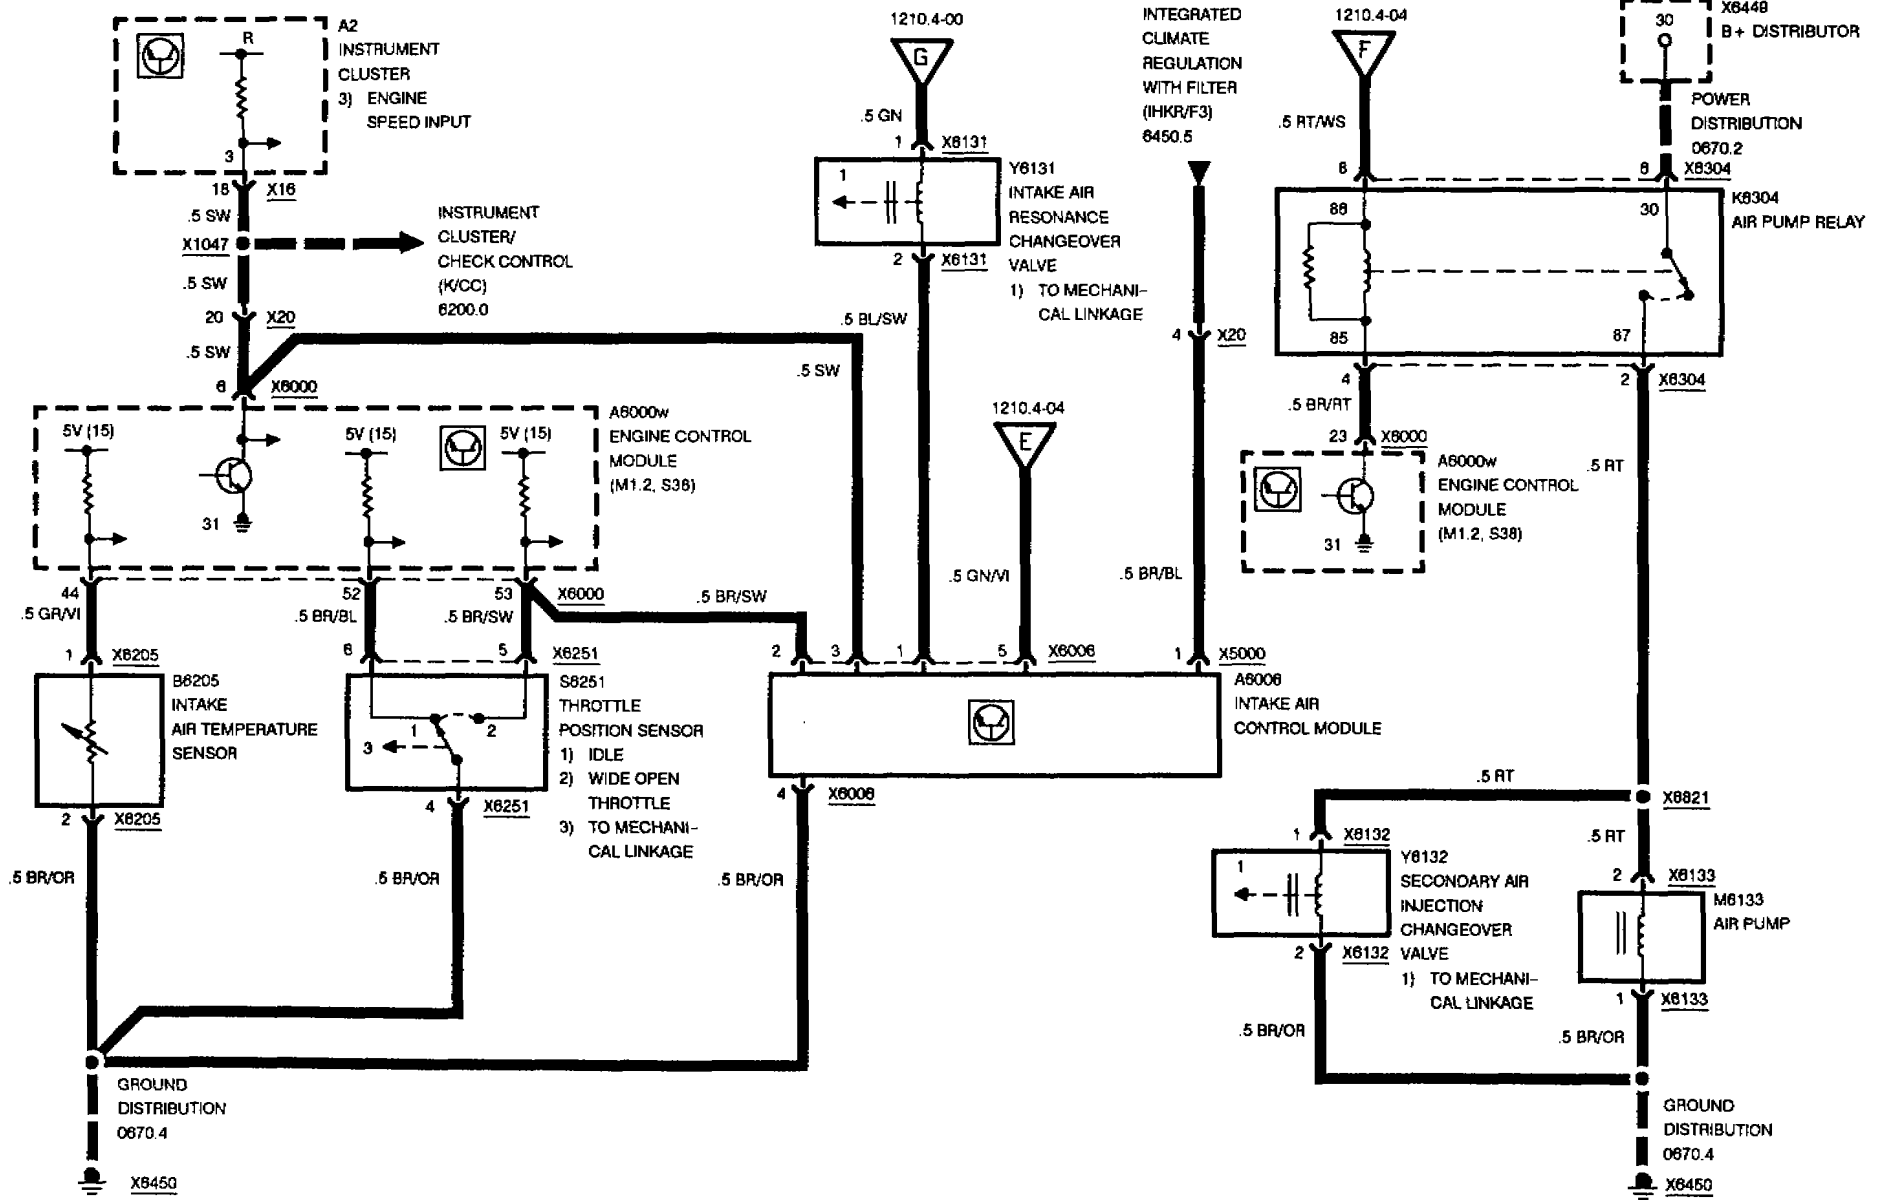 A2
INSTRUMENT
CLUSTER
3) ENGINE
SPEED INPUT
R
3
18
X16
.5 SW
X1047
INSTRUMENT
CLUSTER/
CHECK CONTROL
(K/CC)
6200.0
.5 SW
20
X20
.5 SW
6
X6000
.5 SW
A6000w
ENGINE CONTROL
MODULE
(M1.2, S38)
5V (15)
5V (15)
5V (15)
31
44
52
53
X6000
.5 GR/VI
.5 BR/BL
.5 BR/SW
.5 BR/SW
1
X6205
6
5
X6251
B6205
INTAKE
AIR TEMPERATURE
SENSOR
S6251
THROTTLE
POSITION SENSOR
1) IDLE
2) WIDE OPEN
THROTTLE
3) TO MECHANI-
CAL LINKAGE
1
2
3
2
X6205
4
X6251
.5 BR/OR
.5 BR/OR
.5 BR/OR
GROUND
DISTRIBUTION
0670.4
X6450
1210.4-00
G
.5 GN
1
X6131
1
Y6131
INTAKE AIR
RESONANCE
CHANGEOVER
VALVE
1) TO MECHANI-
CAL LINKAGE
2
X6131
.5 BL/SW
1210.4-04
E
.5 GN/VI
2
3
1
5
X6006
1
X5000
A6006
INTAKE AIR
CONTROL MODULE
4
X6006
INTEGRATED
CLIMATE
REGULATION
WITH FILTER
(IHKR/F3)
6450.5
4
X20
.5 BR/BL
1210.4-04
F
.5 RT/WS
X6449
B+ DISTRIBUTOR
30
POWER
DISTRIBUTION
0670.2
6
8
X6304
K6304
AIR PUMP RELAY
86
30
85
87
4
2
X6304
.5 BR/RT
23
X6000
A6000w
ENGINE CONTROL
MODULE
(M1.2, S38)
31
.5 RT
.5 RT
X6821
.5 RT
1
X6132
Y6132
SECONDARY AIR
INJECTION
CHANGEOVER
VALVE
1) TO MECHANI-
CAL LINKAGE
1
2
X6132
2
X6133
M6133
AIR PUMP
1
X6133
.5 BR/OR
.5 BR/OR
GROUND
DISTRIBUTION
0670.4
X6450